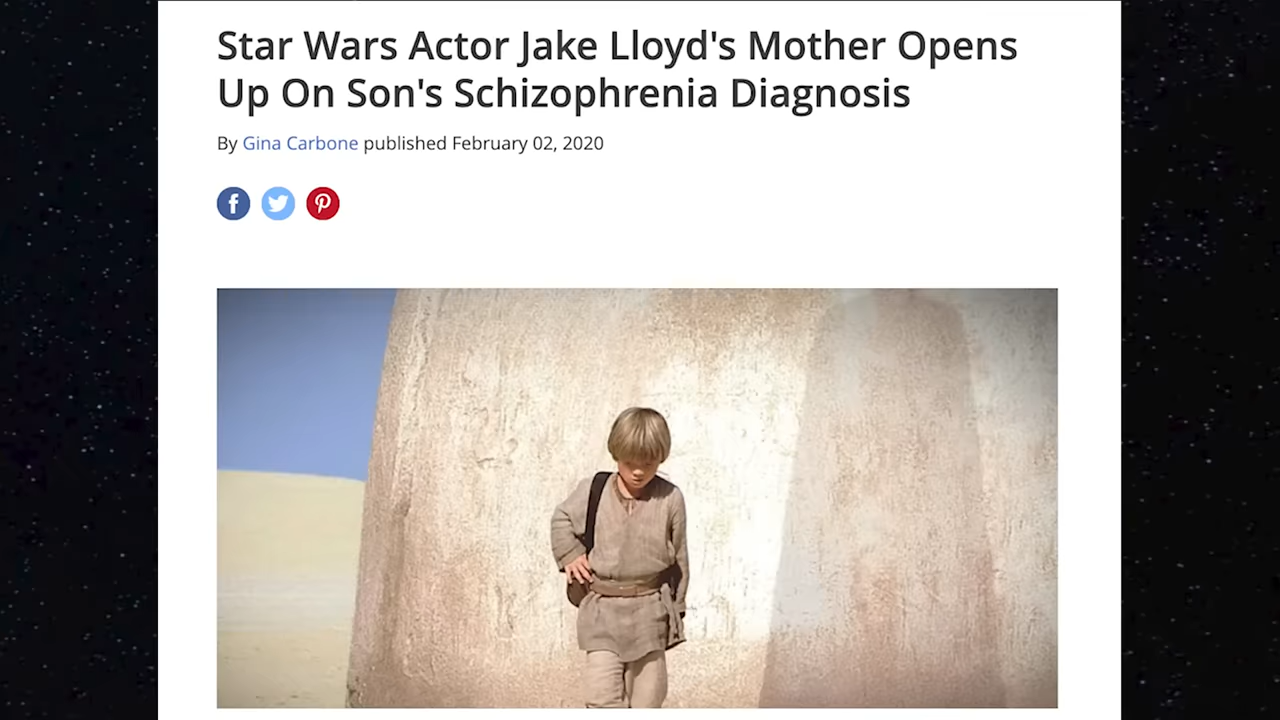 Star Wars Actor Jake Lloyd's Mother Opens
Up On Son's Schizophrenia Diagnosis
By Gina Carbone published February 02, 2020